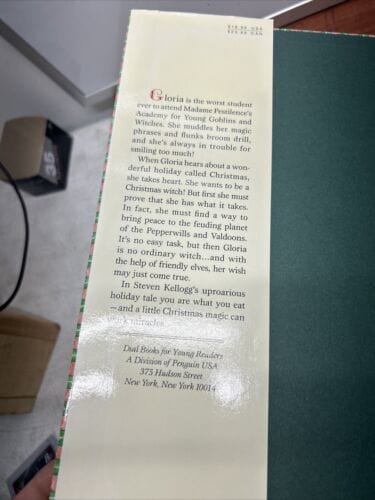 $18.99 USA
$25.99 CAN
Gloria is the worst student
ever to attend Madame Pestilence's
Academy for Young Goblins and
Witches. She muddles her magic
phrases and flunks broom drill,
and she's always in trouble for
smiling too much!
When Gloria hears about a won-
derful holiday called Christmas,
she takes heart. She wants to be a
Christmas witch! But first she must
prove that she has what it takes.
In fact, she must find a way to
bring peace to the feuding planet
of the Pepperwills and Valdoons.
It's no easy task, but then Gloria
is no ordinary witch...and with
the help of friendly elves, her wish
may just come true.
In Steven Kellogg's uproarious
holiday tale you are what you eat
—and a little Christmas magic can
miracles.
Dial Books for Young Readers
A Division of Penguin USA
375 Hudson Street
New York, New York 10014